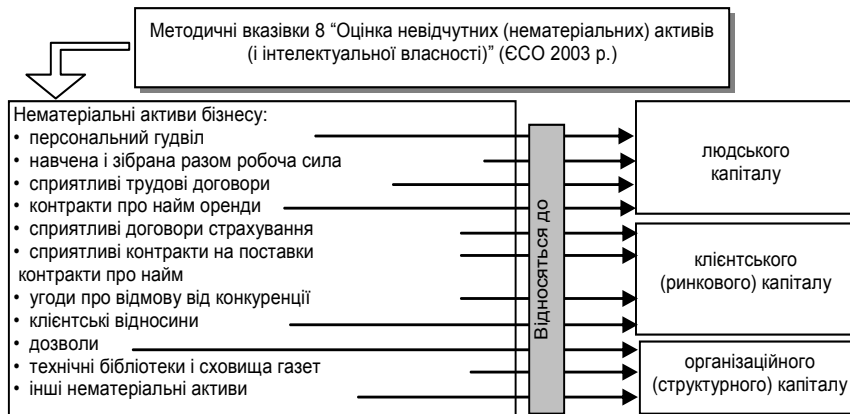 Методичні вказівки 8 “Оцінка невідчутних (нематеріальних) активів
(і інтелектуальної власності)” (ЄСО 2003 р.)
Нематеріальні активи бізнесу:
• персональний гудвіл
• навчена і зібрана разом робоча сила
• сприятливі трудові договори
• контракти про найм оренди
• сприятливі договори страхування
• сприятливі контракти на поставки
контракти про найм
• угоди про відмову від конкуренції
• клієнтські відносини
• дозволи
• технічні бібліотеки і сховища газет
• інші нематеріальні активи
Відносяться до
людського
капіталу
клієнтського
(ринкового) капіталу
організаційного
(структурного) капіталу